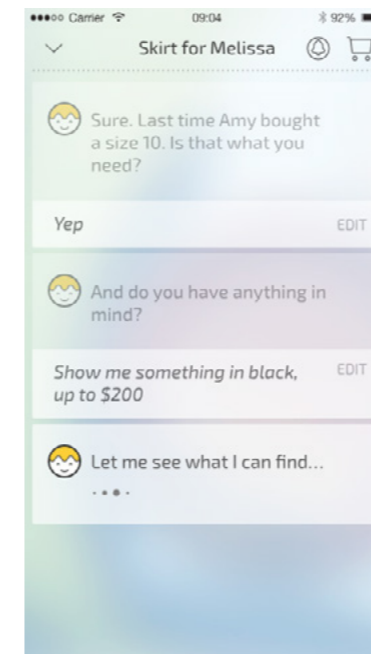 Carrier 09:04 92%
Skirt for Melissa
Sure. Last time Amy bought
a size 10. Is that what you
need?
Yep EDIT
And do you have anything in
mind?
Show me something in black, EDIT
up to $200
Let me see what I can find...